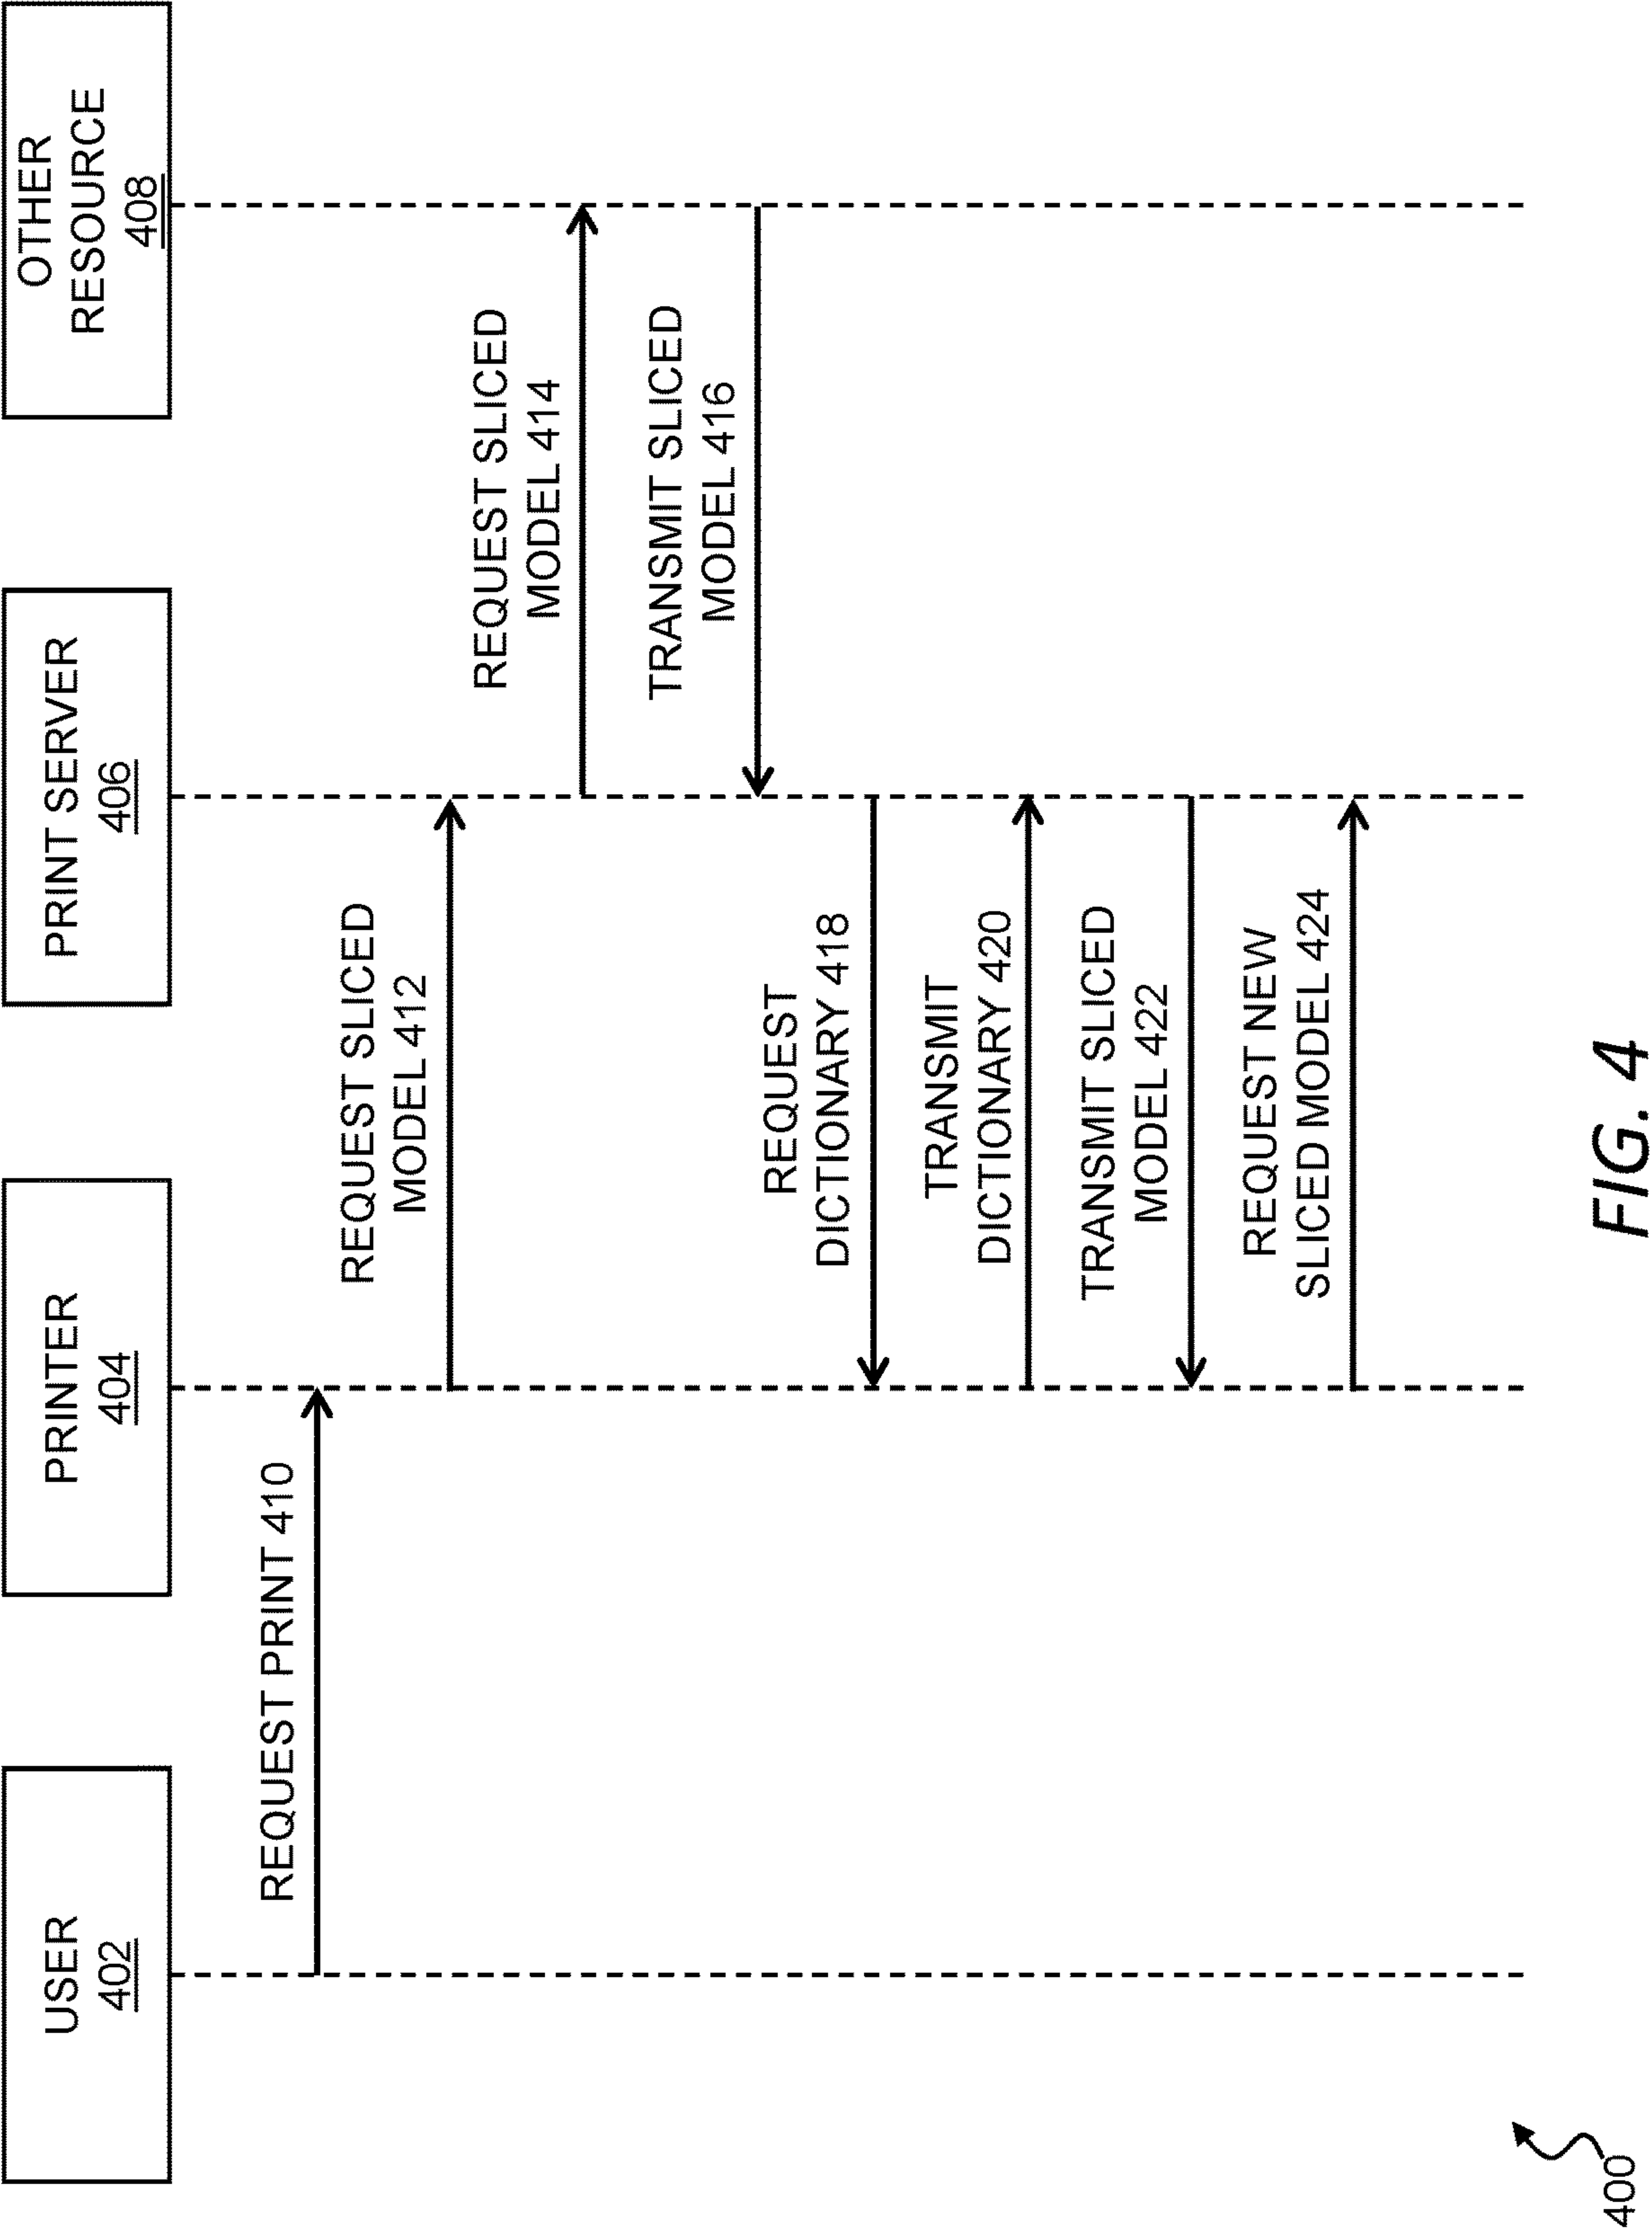 USER
402
PRINTER
404
PRINT SERVER
406
OTHER
RESOURCE
408
REQUEST PRINT 410
REQUEST SLICED
MODEL 412
REQUEST SLICED
MODEL 414
TRANSMIT SLICED
MODEL 416
REQUEST
DICTIONARY 418
TRANSMIT
DICTIONARY 420
TRANSMIT SLICED
MODEL 422
REQUEST NEW
SLICED MODEL 424
400
FIG. 4